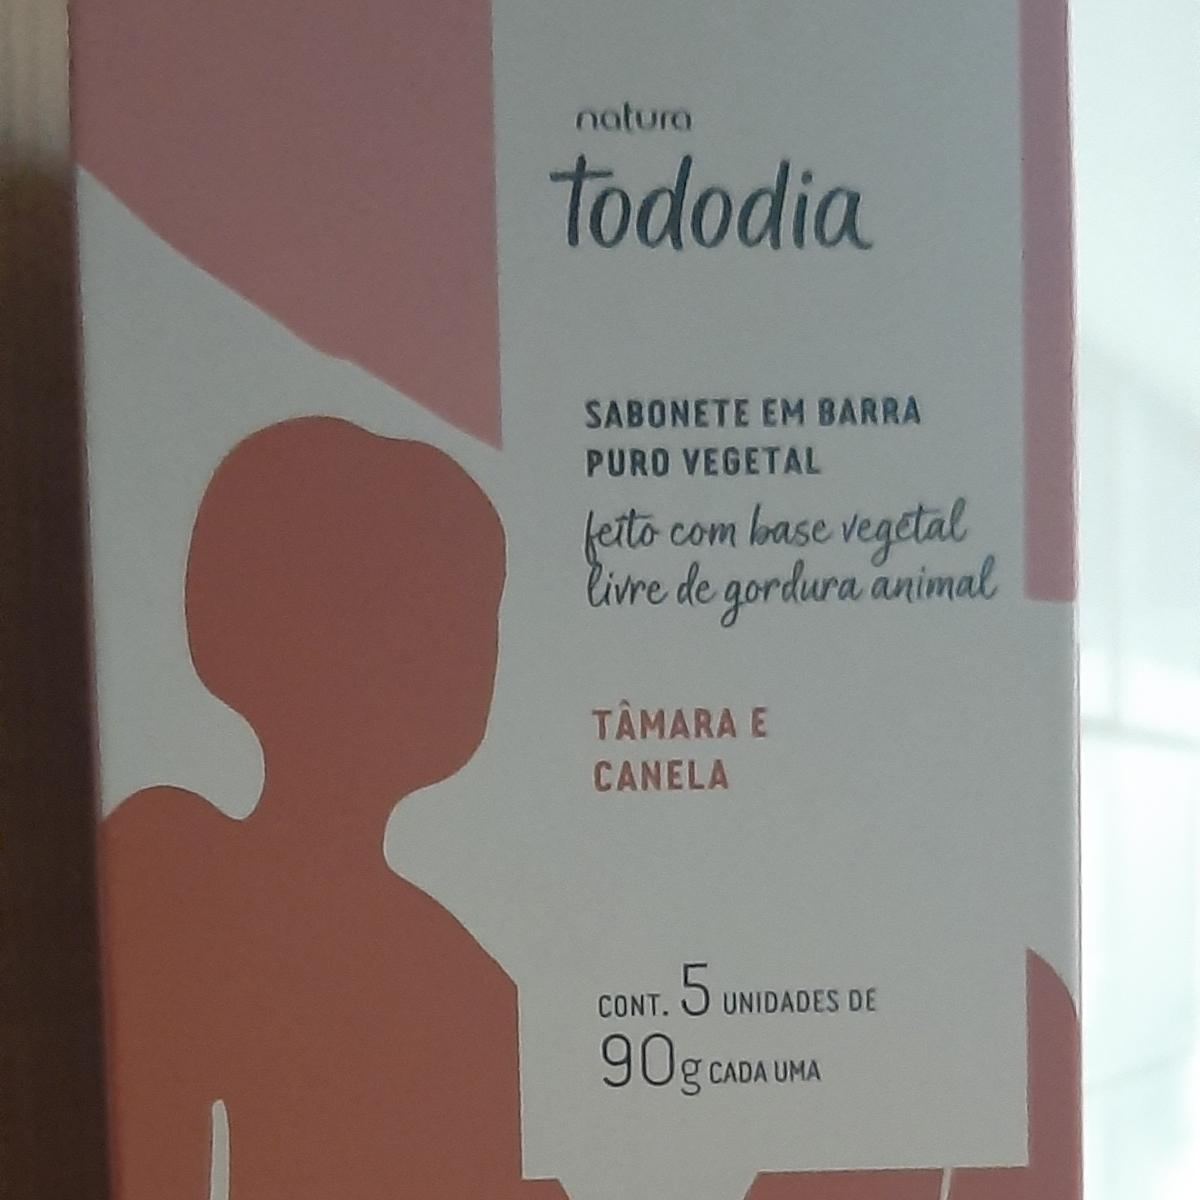 natura
tododia
SABONETE EM BARRA
PURO VEGETAL
feito com base vegetal
livre de gordura animal
TÂMARA E
CANELA
CONT. 5 UNIDADES DE
90g CADA UMA